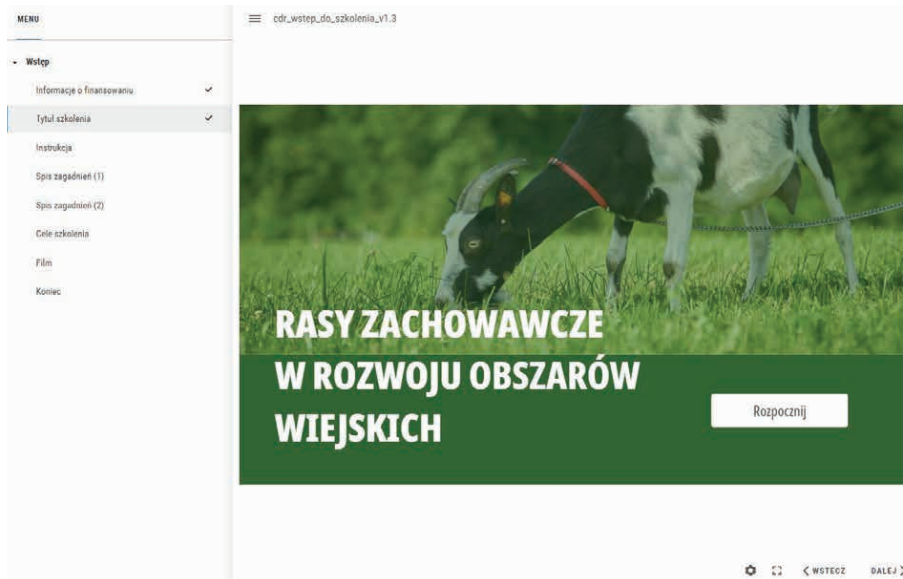 MENU
Wstęp
Informacje o finansowaniu
Tytuł szkolenia
Instrukcja
Spis zagadnień (1)
Spis zagadnień (2)
Cele szkolenia
Film
Koniec
cdr_wstep_do_szkolenia_v1.3
RASY ZACHOWAWCZE
W ROZWOJU OBSZARÓW
WIEJSKICH
Rozpocznij
WSTECZ
DALEJ